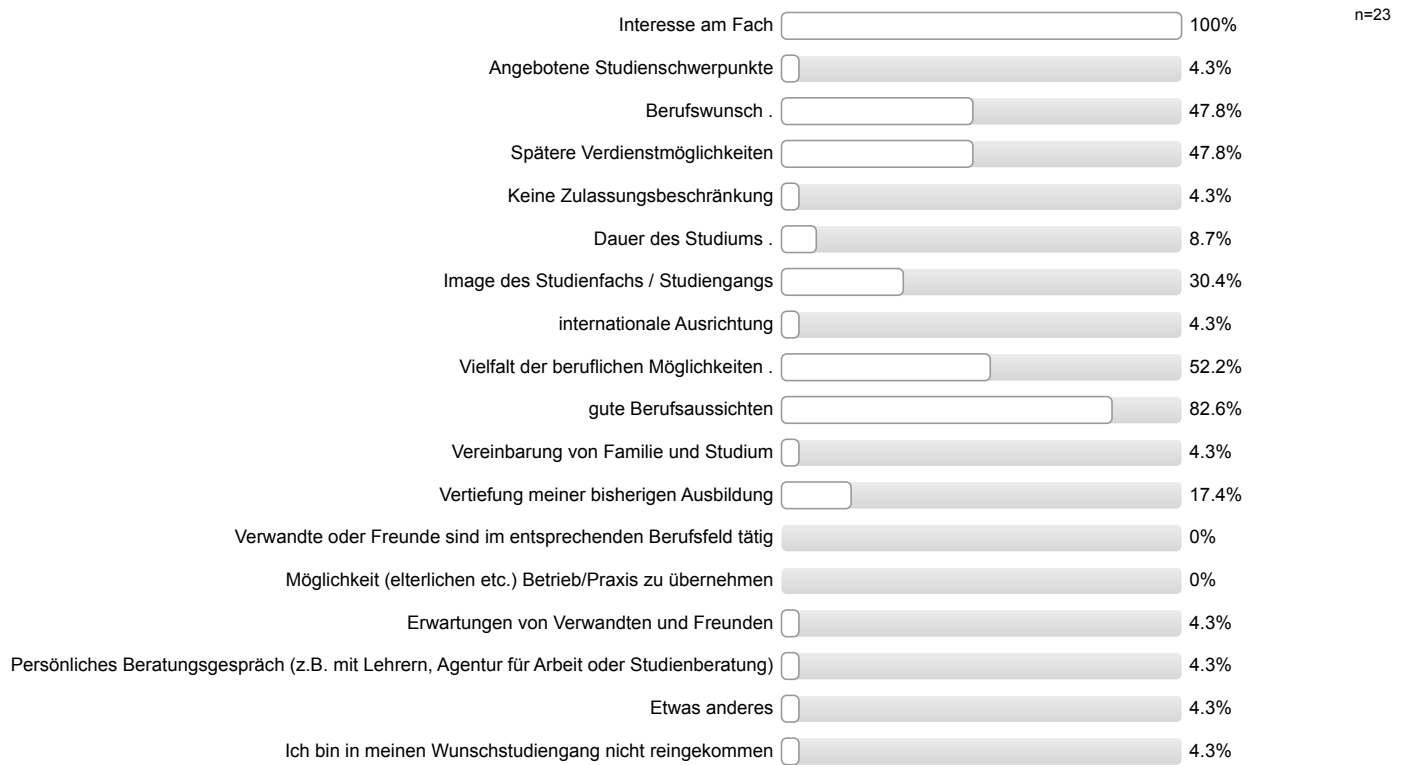 n=23
Interesse am Fach 100%
Angebotene Studienschwerpunkte 4.3%
Berufswunsch . 47.8%
Spätere Verdienstmöglichkeiten 47.8%
Keine Zulassungsbeschränkung 4.3%
Dauer des Studiums . 8.7%
Image des Studienfachs / Studiengangs 30.4%
internationale Ausrichtung 4.3%
Vielfalt der beruflichen Möglichkeiten . 52.2%
gute Berufsaussichten 82.6%
Vereinbarung von Familie und Studium 4.3%
Vertiefung meiner bisherigen Ausbildung 17.4%
Verwandte oder Freunde sind im entsprechenden Berufsfeld tätig 0%
Möglichkeit (elterlichen etc.) Betrieb/Praxis zu übernehmen 0%
Erwartungen von Verwandten und Freunden 4.3%
Persönliches Beratungsgespräch (z.B. mit Lehrern, Agentur für Arbeit oder Studienberatung) 4.3%
Etwas anderes 4.3%
Ich bin in meinen Wunschstudiengang nicht reingekommen 4.3%